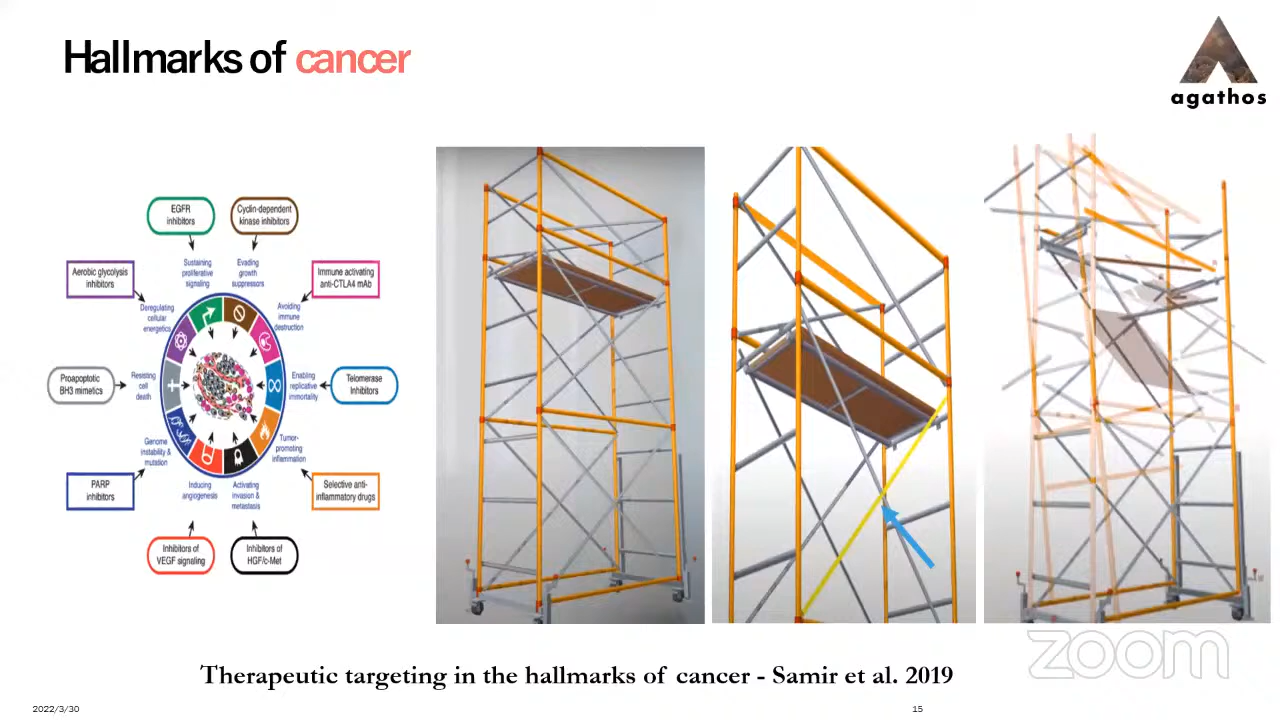 Hallmarks of cancer
agathos
EGFR
inhibitors
Cyclin-dependent
kinase inhibitors
Sustaining
proliferative
signaling
Evading
growth
suppressors
Aerobic glycolysis
inhibitors
Immune activating
anti-CTLA4 mAb
Deregulating
cellular
energetics
Avoiding
immune
destruction
Proapoptotic
BH3 mimetics
Resisting
cell
death
Enabling
replicative
immortality
Telomerase
Inhibitors
Genome
instability &
mutation
Tumor-
promoting
inflammation
PARP
inhibitors
Inducing
angiogenesis
Activating
invasion &
metastasis
Selective anti-
inflammatory drugs
Inhibitors of
VEGF signaling
Inhibitors of
HGF/c-Met
zoom
Therapeutic targeting in the hallmarks of cancer - Samir et al. 2019
2022/3/30
15